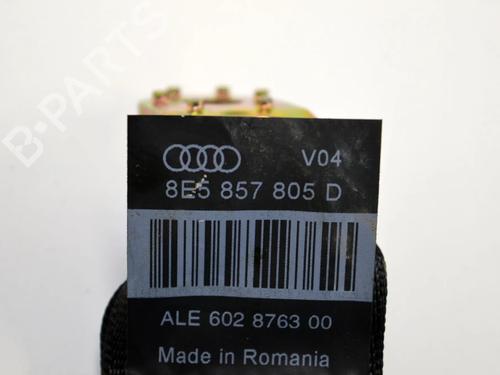 B-PARTS
V04
8E5 857 805 D
ALE 602 8763 00
Made in Romania